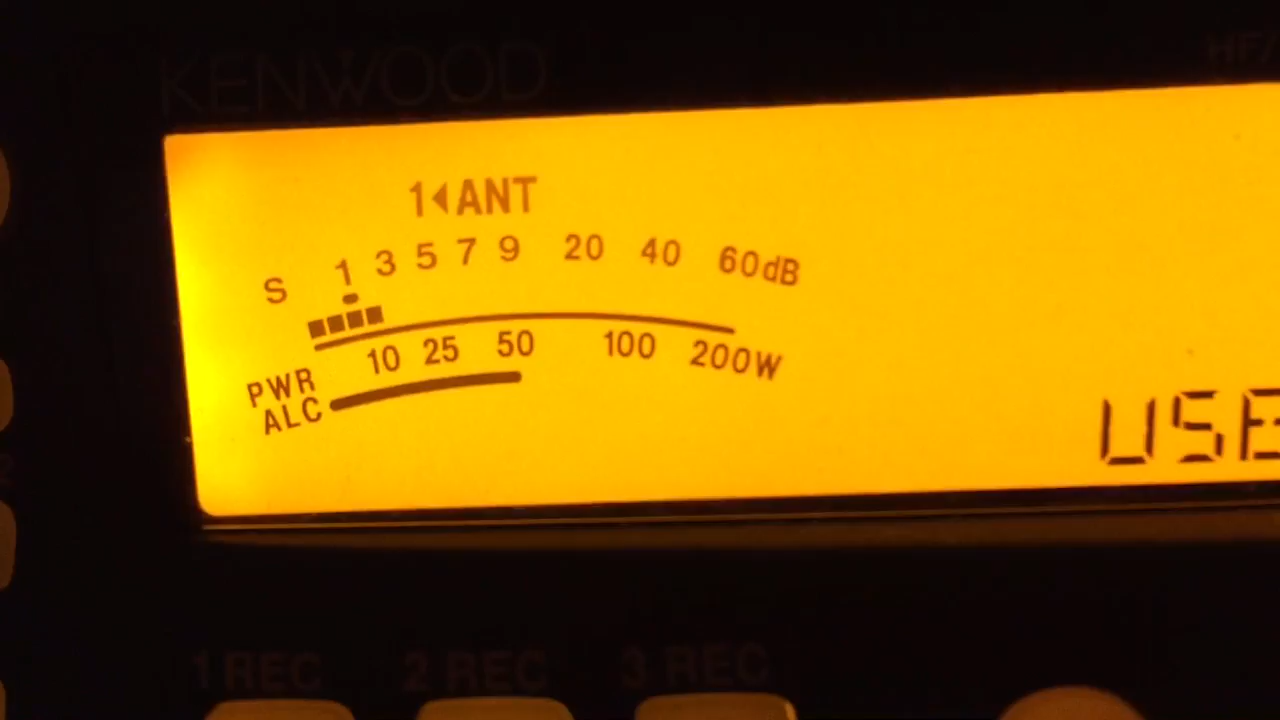 KENWOOD
HF/
1◀ANT
S 1 3 5 7 9 20 40 60dB
PWR 10 25 50 100 200W
ALC
USB
1 REC 2 REC 3 REC